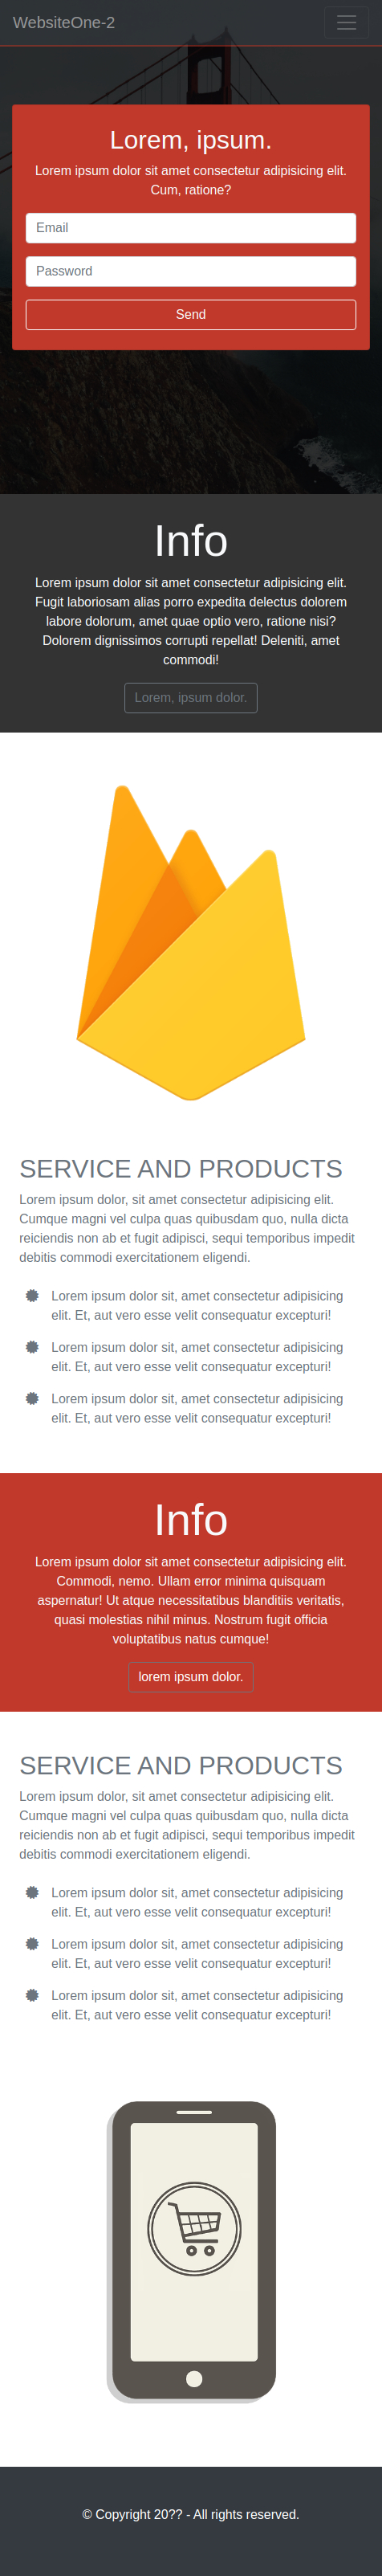 WebsiteOne-2
Lorem, ipsum.
Lorem ipsum dolor sit amet consectetur adipisicing elit.
Cum, ratione?
Email
Password
Send
Info
Lorem ipsum dolor sit amet consectetur adipisicing elit.
Fugit laboriosam alias porro expedita delectus dolorem
labore dolorum, amet quae optio vero, ratione nisi?
Dolorem dignissimos corrupti repellat! Deleniti, amet
commodi!
Lorem, ipsum dolor.
SERVICE AND PRODUCTS
Lorem ipsum dolor, sit amet consectetur adipisicing elit.
Cumque magni vel culpa quas quibusdam quo, nulla dicta
reiciendis non ab et fugit adipisci, sequi temporibus impedit
debitis commodi exercitationem eligendi.
Lorem ipsum dolor sit, amet consectetur adipisicing
elit. Et, aut vero esse velit consequatur excepturi!
Lorem ipsum dolor sit, amet consectetur adipisicing
elit. Et, aut vero esse velit consequatur excepturi!
Lorem ipsum dolor sit, amet consectetur adipisicing
elit. Et, aut vero esse velit consequatur excepturi!
Info
Lorem ipsum dolor sit amet consectetur adipisicing elit.
Commodi, nemo. Ullam error minima quisquam
aspernatur! Ut atque necessitatibus blanditiis veritatis,
quasi molestias nihil minus. Nostrum fugit officia
voluptatibus natus cumque!
lorem ipsum dolor.
SERVICE AND PRODUCTS
Lorem ipsum dolor, sit amet consectetur adipisicing elit.
Cumque magni vel culpa quas quibusdam quo, nulla dicta
reiciendis non ab et fugit adipisci, sequi temporibus impedit
debitis commodi exercitationem eligendi.
Lorem ipsum dolor sit, amet consectetur adipisicing
elit. Et, aut vero esse velit consequatur excepturi!
Lorem ipsum dolor sit, amet consectetur adipisicing
elit. Et, aut vero esse velit consequatur excepturi!
Lorem ipsum dolor sit, amet consectetur adipisicing
elit. Et, aut vero esse velit consequatur excepturi!
© Copyright 20?? - All rights reserved.